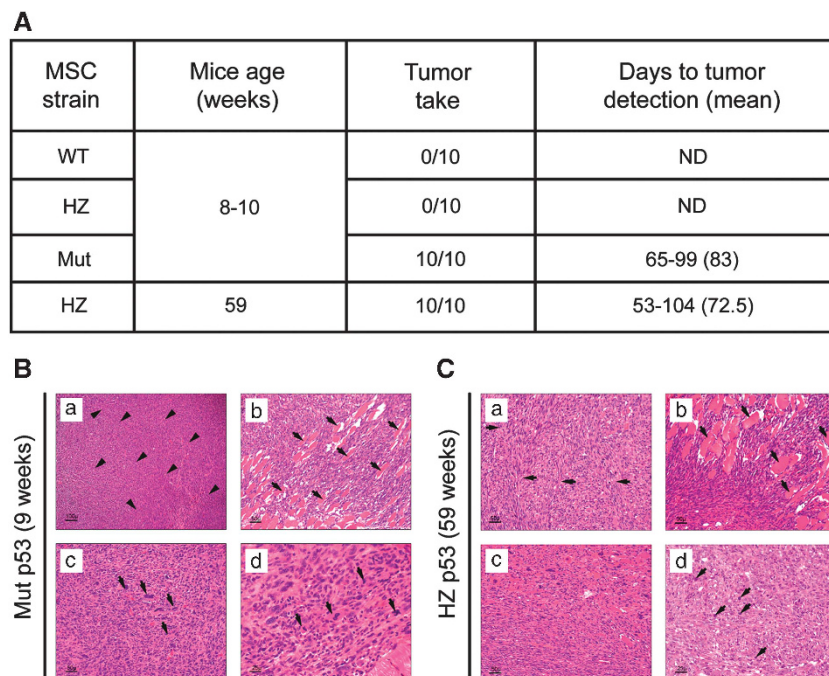 A
MSC strain
Mice age (weeks)
Tumor take
Days to tumor detection (mean)
WT
8-10
0/10
ND
HZ
0/10
ND
Mut
10/10
65-99 (83)
HZ
59
10/10
53-104 (72.5)
B
Mut p53 (9 weeks)
a
b
c
d
C
HZ p53 (59 weeks)
a
b
c
d